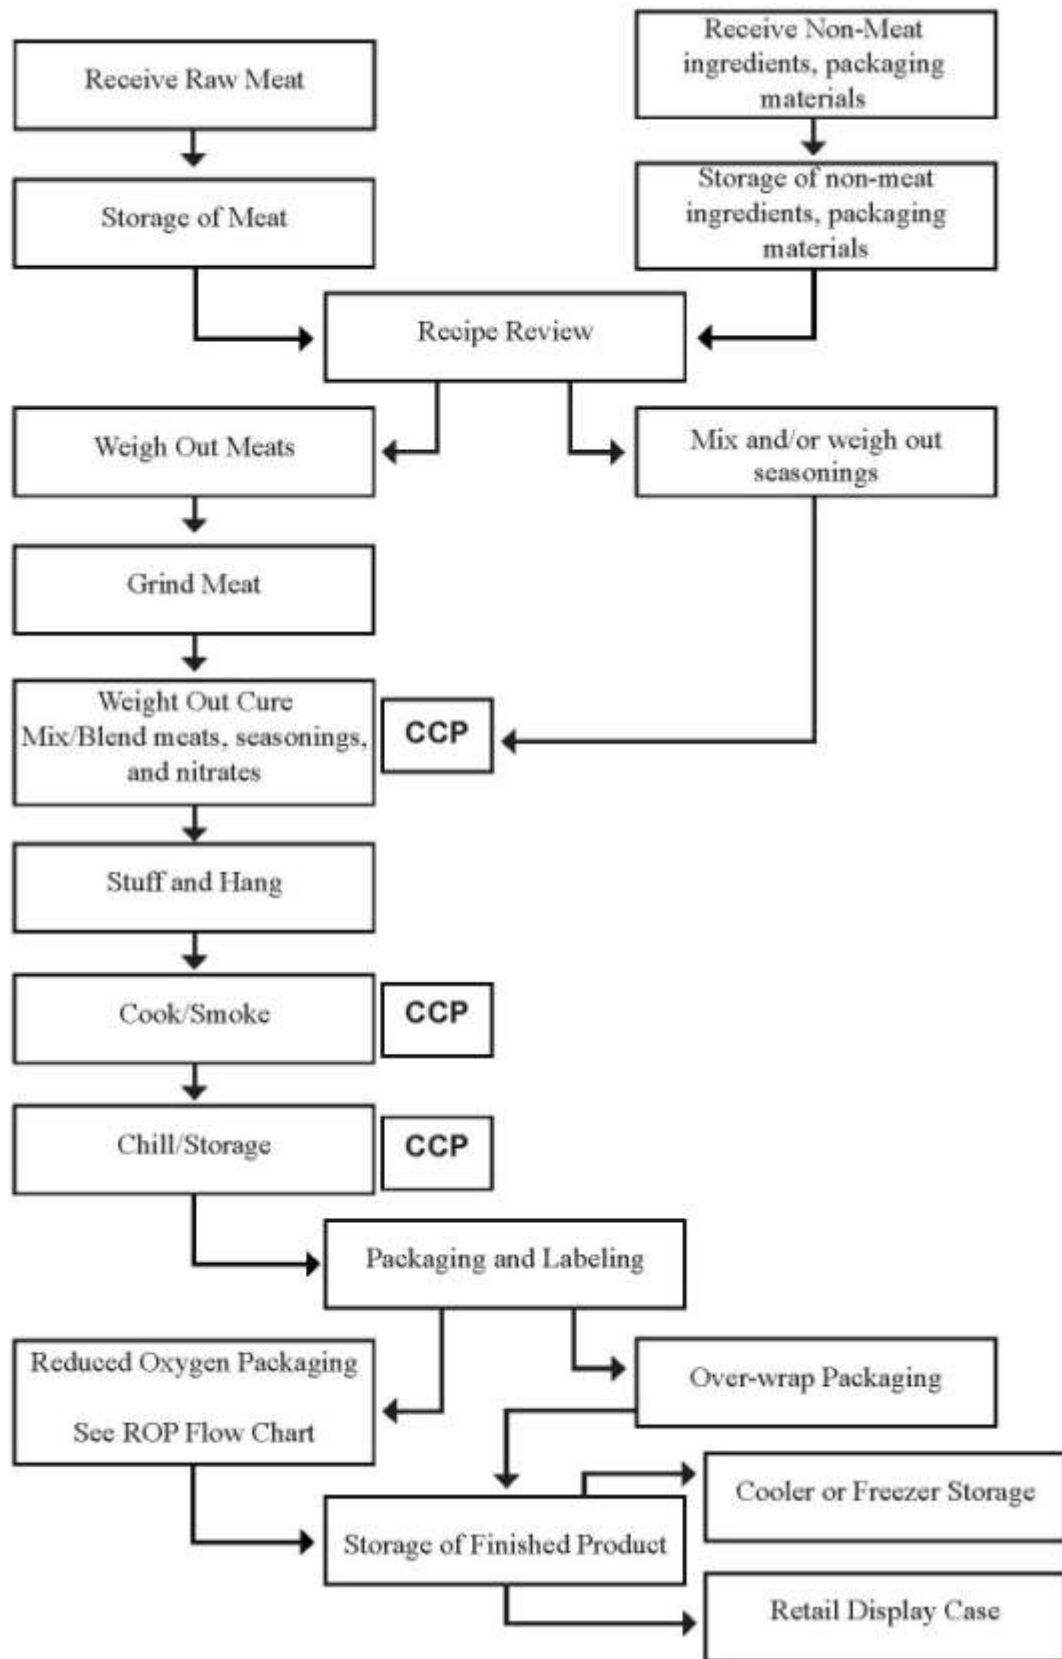 Receive Raw Meat
Receive Non-Meat
ingredients, packaging
materials
Storage of Meat
Storage of non-meat
ingredients, packaging
materials
Recipe Review
Weigh Out Meats
Mix and/or weigh out
seasonings
Grind Meat
Weight Out Cure
Mix/Blend meats, seasonings,
and nitrates
CCP
Stuff and Hang
Cook/Smoke
CCP
Chill/Storage
CCP
Packaging and Labeling
Reduced Oxygen Packaging
See ROP Flow Chart
Over-wrap Packaging
Storage of Finished Product
Cooler or Freezer Storage
Retail Display Case